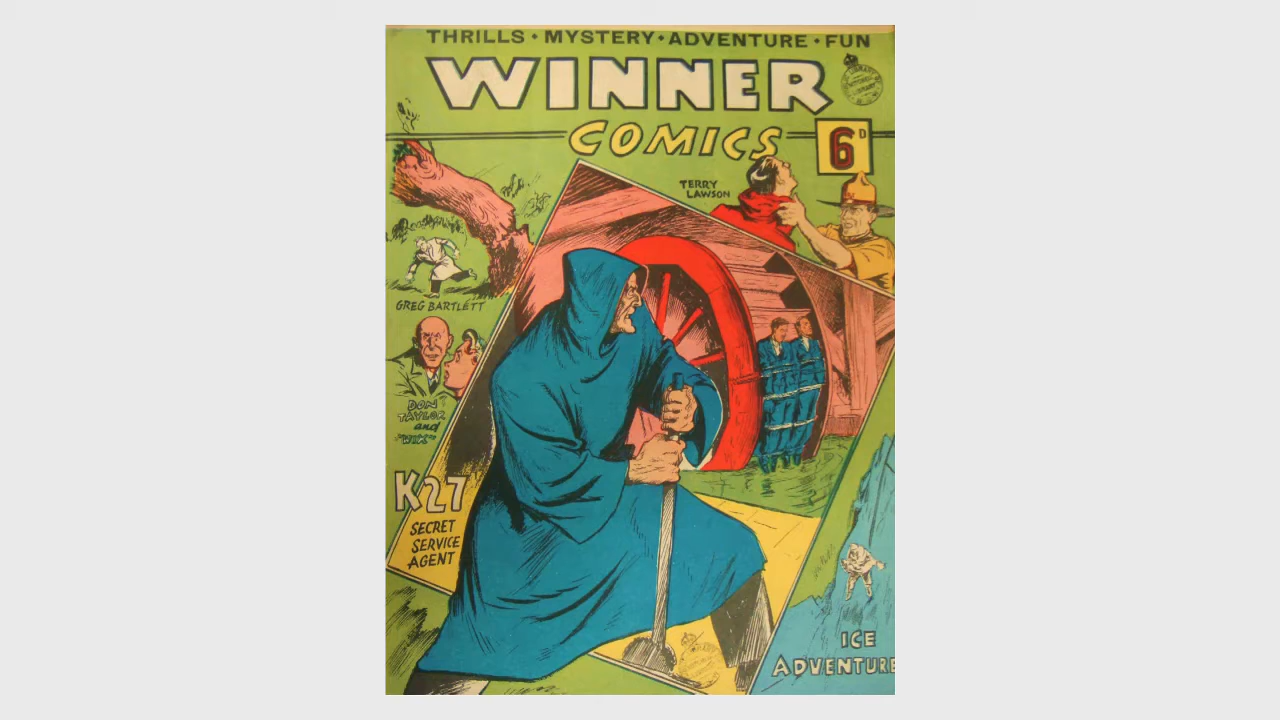 THRILLS • MYSTERY • ADVENTURE • FUN
WINNER
COMICS
6D
TERRY
LAWSON
GREG BARTLETT
DON
TAYLOR
and
"WIX"
K27
SECRET
SERVICE
AGENT
ICE
ADVENTURE